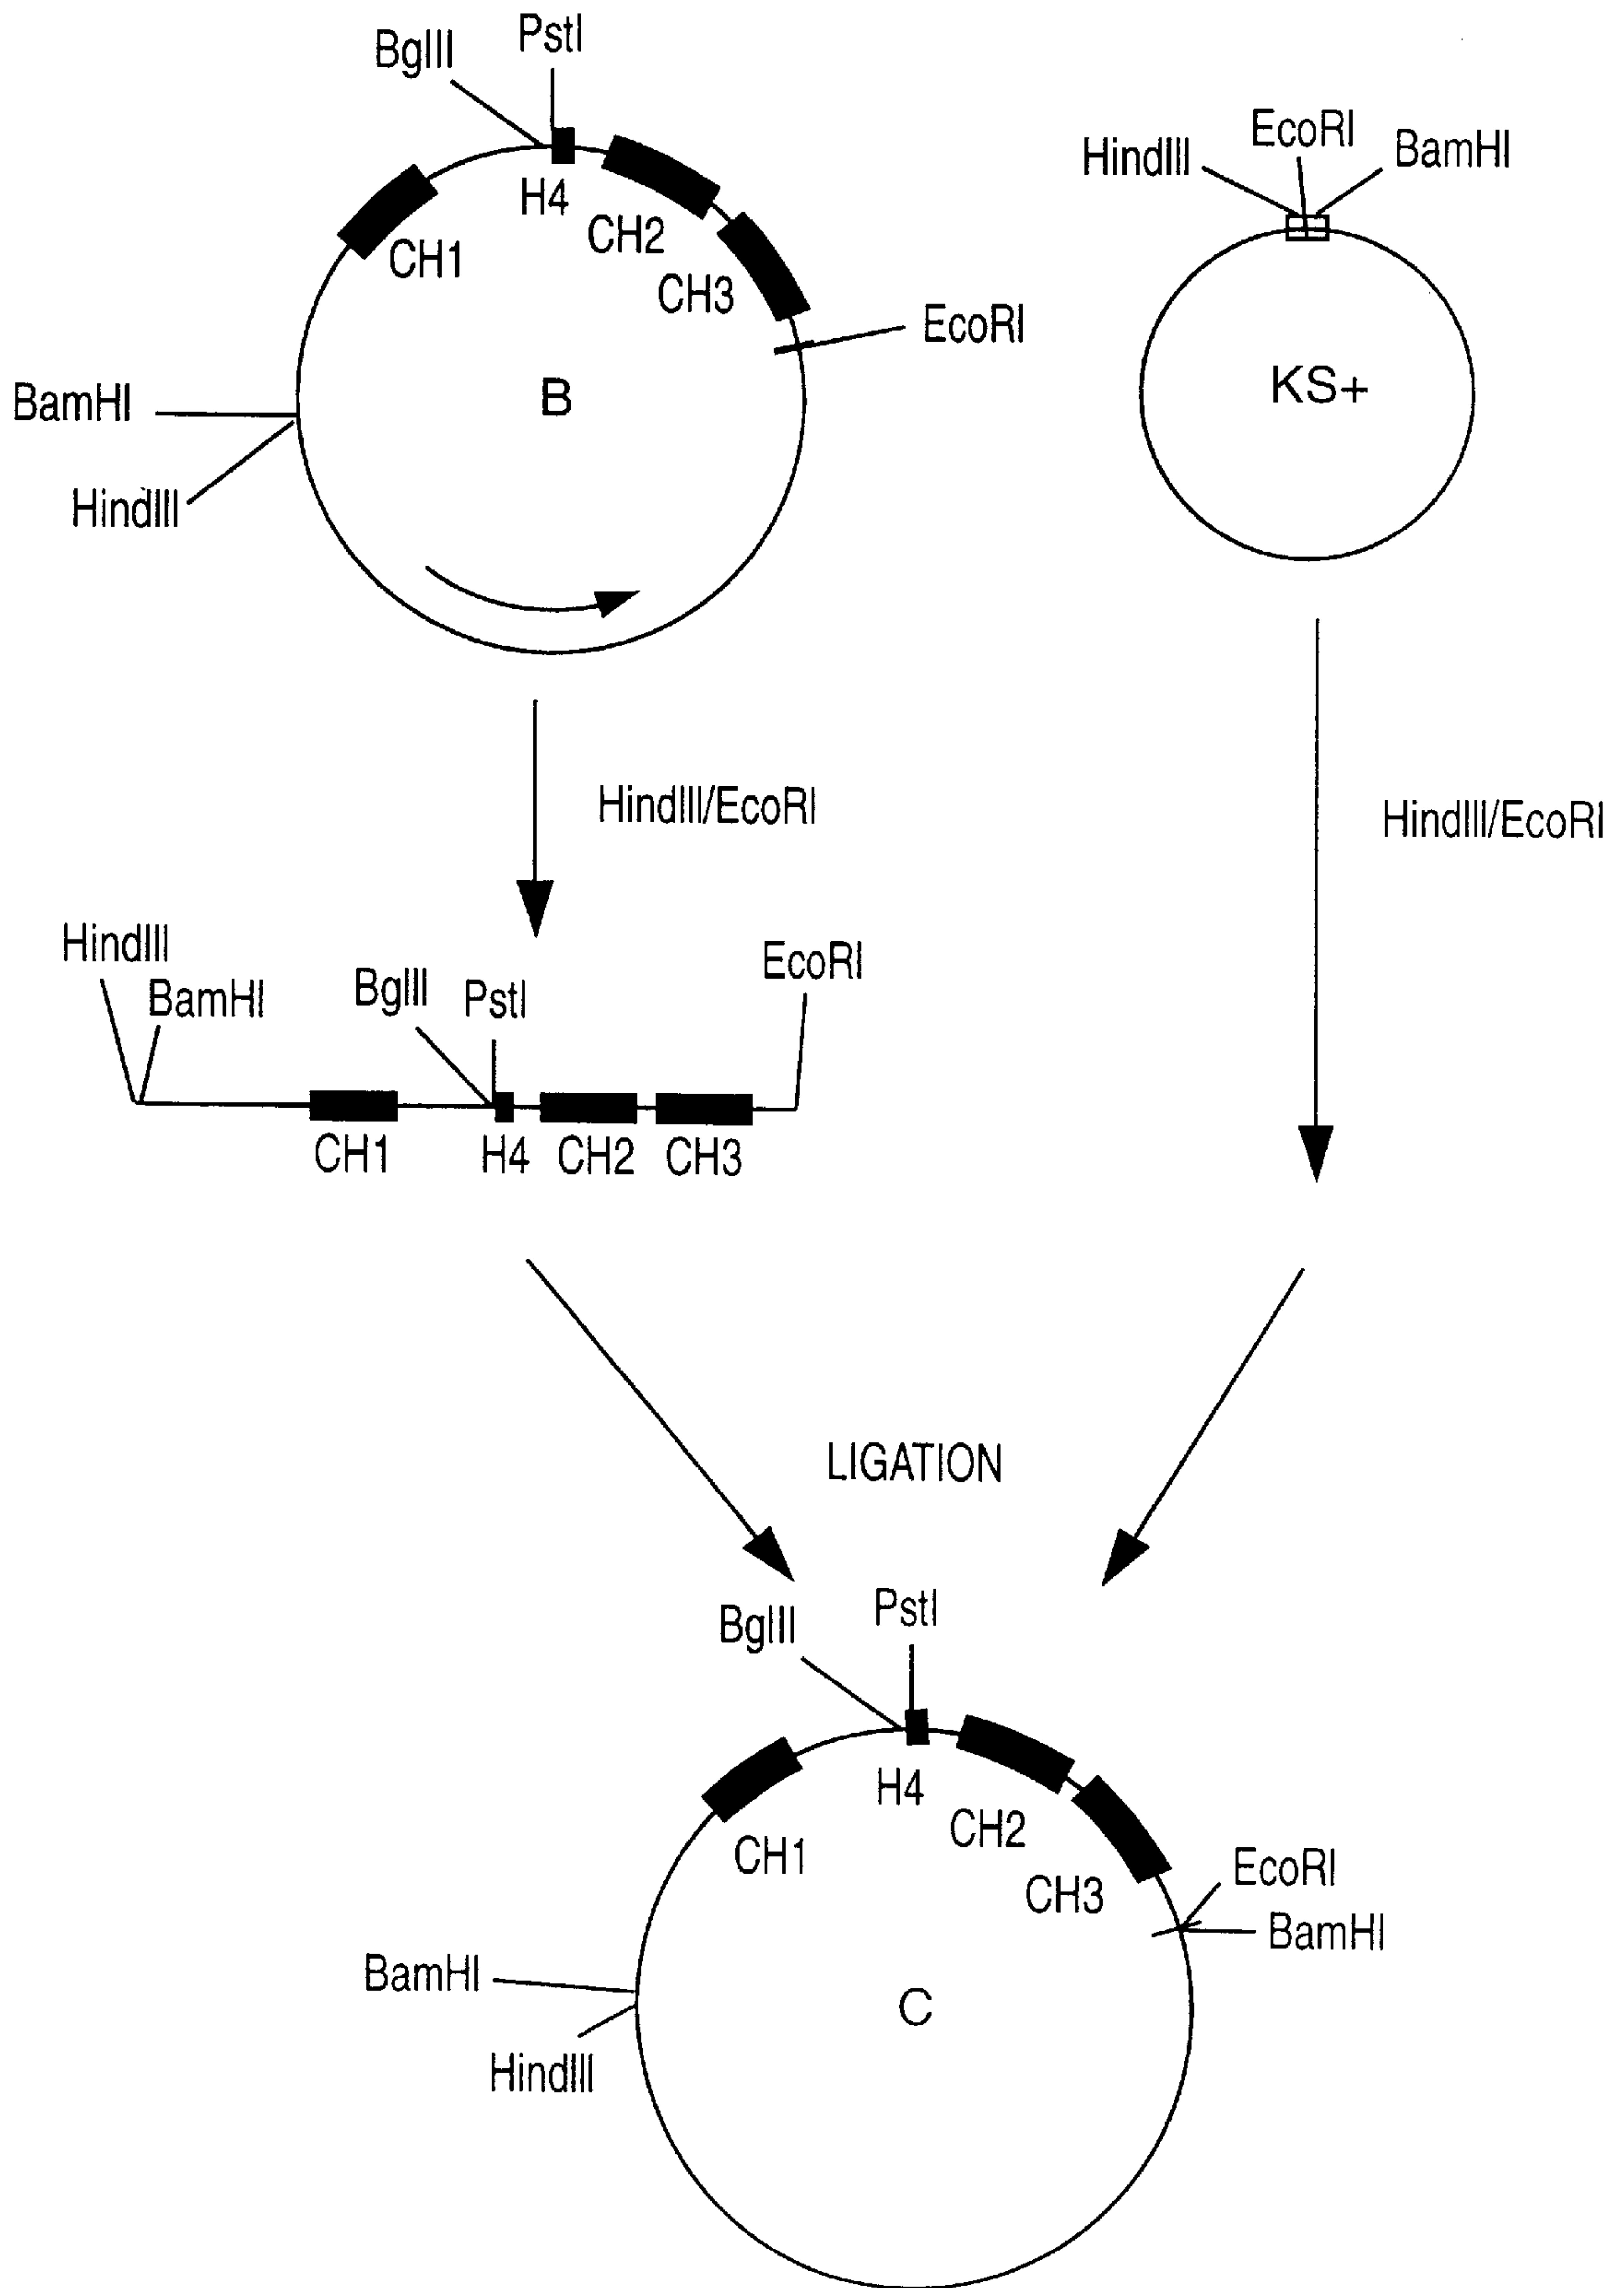 BglII
PstI
H4
CH1
CH2
CH3
EcoRI
BamHI
HindIII
B
HindIII
EcoRI
BamHI
KS+
HindIII/EcoRI
HindIII/EcoRI
HindIII
BamHI
BglII
PstI
EcoRI
CH1
H4
CH2
CH3
LIGATION
BglII
PstI
H4
CH1
CH2
CH3
EcoRI
BamHI
BamHI
HindIII
C